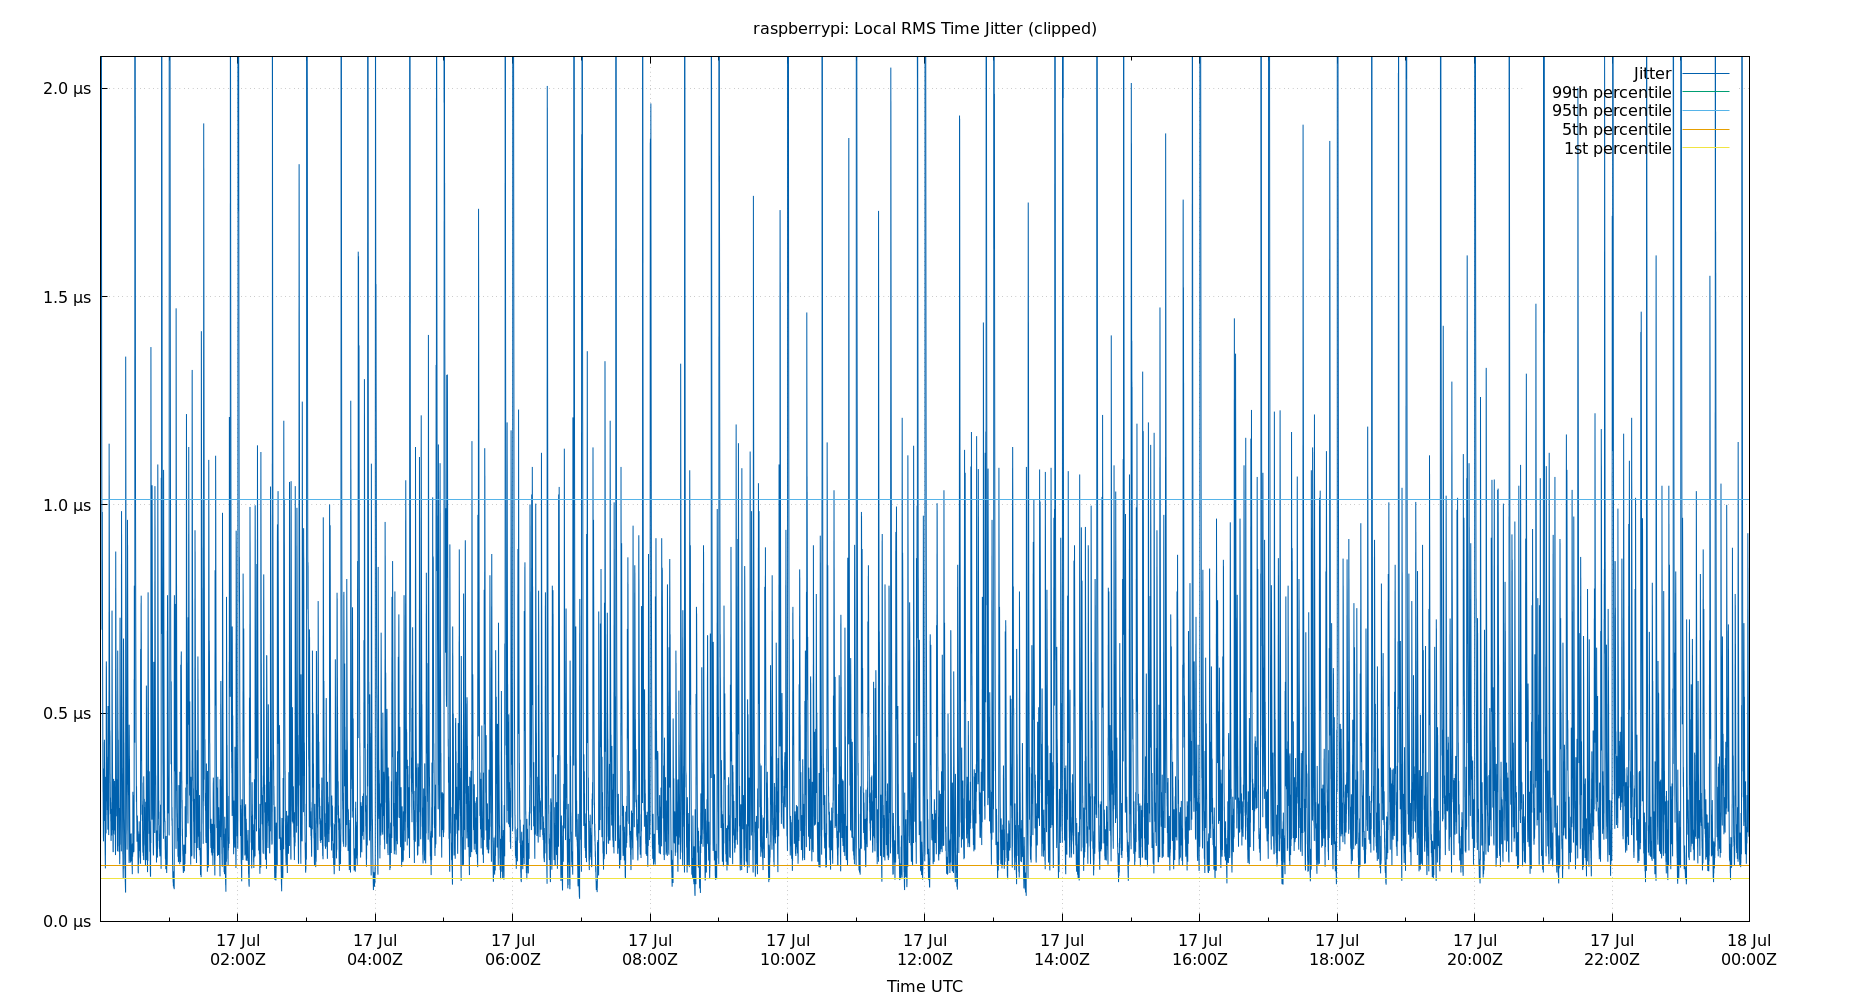 raspberrypi: Local RMS Time Jitter (clipped)
Jitter
99th percentile
95th percentile
5th percentile
1st percentile
2.0 µs
1.5 µs
1.0 µs
0.5 µs
0.0 µs
17 Jul 17 Jul 17 Jul 17 Jul 17 Jul 17 Jul 17 Jul 17 Jul 17 Jul 17 Jul 17 Jul 18 Jul
02:00Z 04:00Z 06:00Z 08:00Z 10:00Z 12:00Z 14:00Z 16:00Z 18:00Z 20:00Z 22:00Z 00:00Z
Time UTC